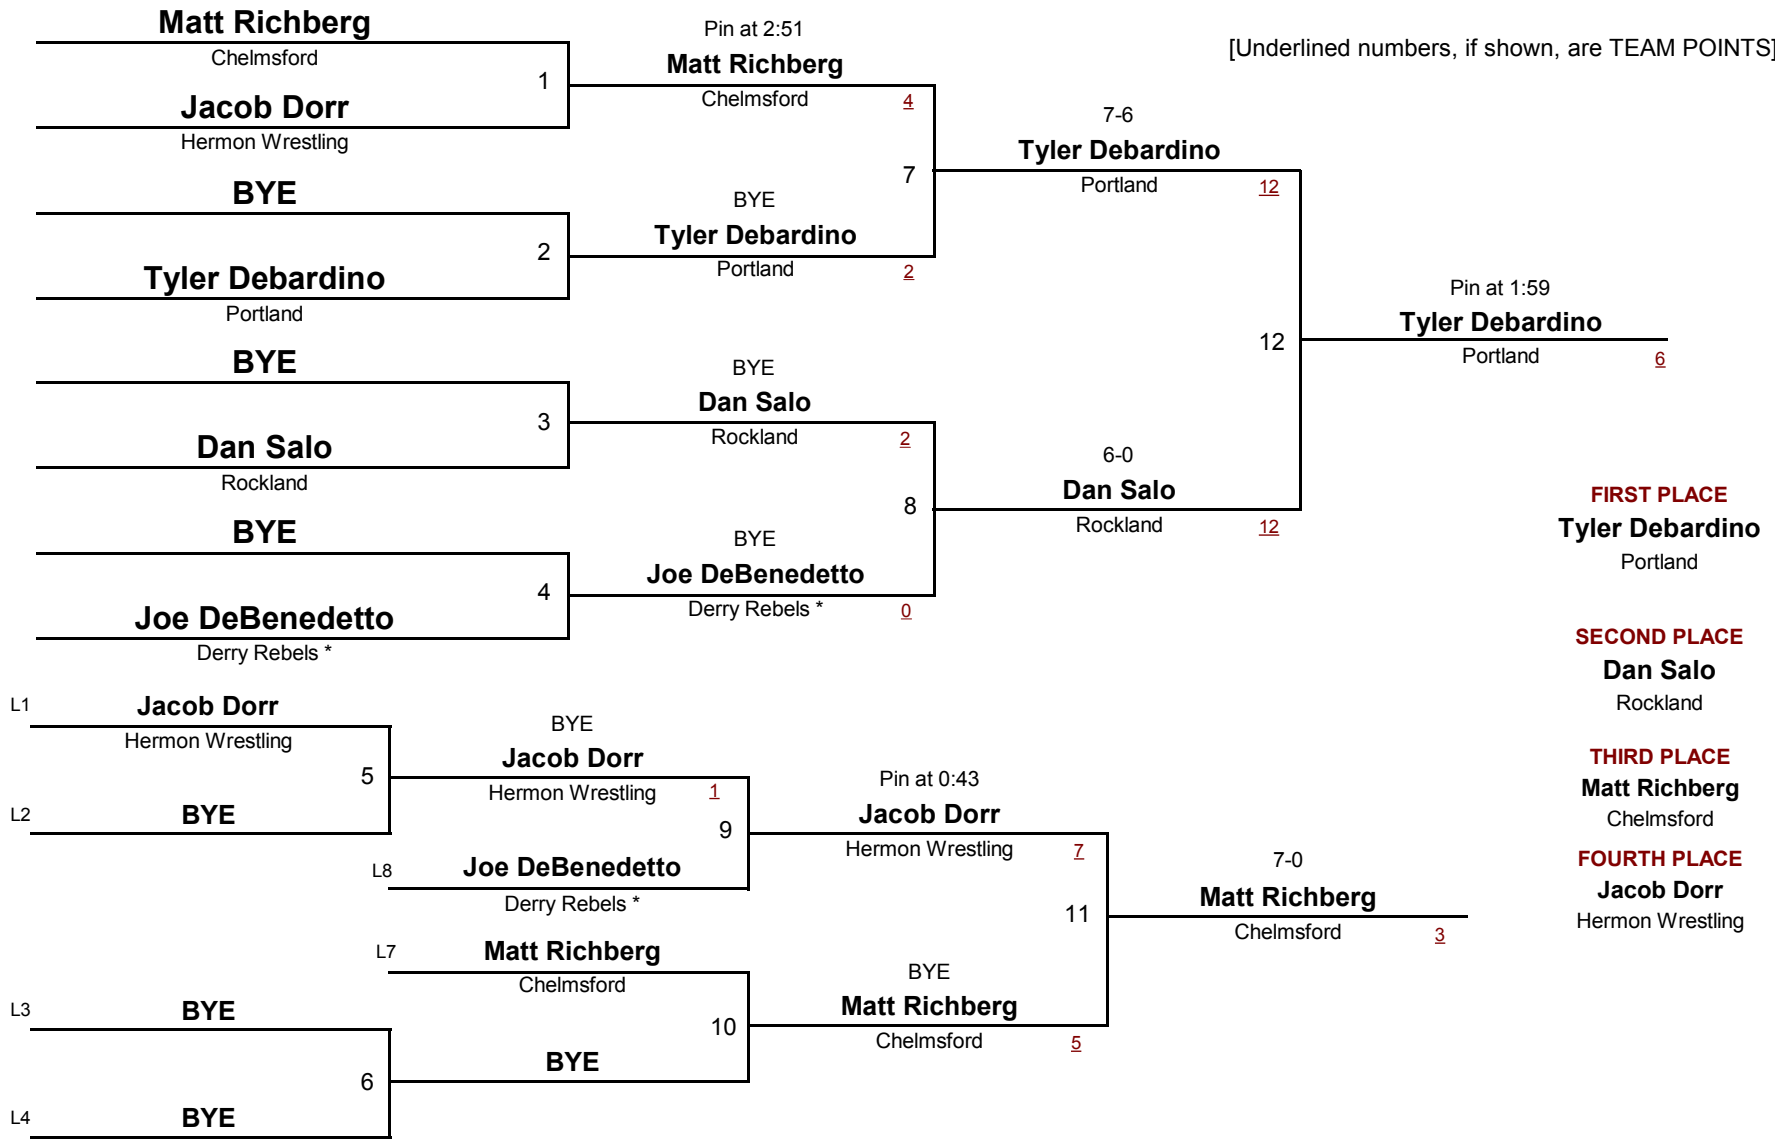 Matt Richberg
Chelmsford
1
Jacob Dorr
Hermon Wrestling
BYE
2
Tyler Debardino
Portland
BYE
3
Dan Salo
Rockland
BYE
4
Joe DeBenedetto
Derry Rebels *
Pin at 2:51
Matt Richberg
Chelmsford
4
7
BYE
Tyler Debardino
Portland
2
BYE
Dan Salo
Rockland
2
8
BYE
Joe DeBenedetto
Derry Rebels *
0
[Underlined numbers, if shown, are TEAM POINTS]
7-6
Tyler Debardino
Portland
12
12
6-0
Dan Salo
Rockland
12
Pin at 1:59
Tyler Debardino
Portland
6
FIRST PLACE
Tyler Debardino
Portland
SECOND PLACE
Dan Salo
Rockland
THIRD PLACE
Matt Richberg
Chelmsford
FOURTH PLACE
Jacob Dorr
Hermon Wrestling
L1
Jacob Dorr
Hermon Wrestling
5
L2
BYE
L3
BYE
6
L4
BYE
BYE
Jacob Dorr
Hermon Wrestling
1
9
L8
Joe DeBenedetto
Derry Rebels *
L7
Matt Richberg
Chelmsford
10
BYE
Pin at 0:43
Jacob Dorr
Hermon Wrestling
7
11
BYE
Matt Richberg
Chelmsford
5
7-0
Matt Richberg
Chelmsford
3